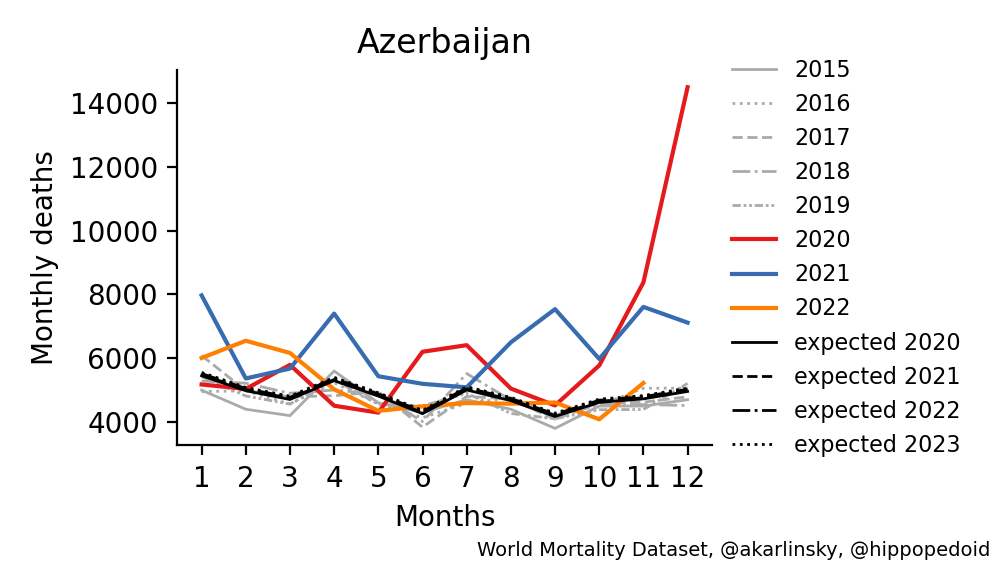 Azerbaijan
Monthly deaths
14000
12000
10000
8000
6000
4000
1 2 3 4 5 6 7 8 9 10 11 12
Months
2015
2016
2017
2018
2019
2020
2021
2022
expected 2020
expected 2021
expected 2022
expected 2023
World Mortality Dataset, @akarlinsky, @hippopedoid